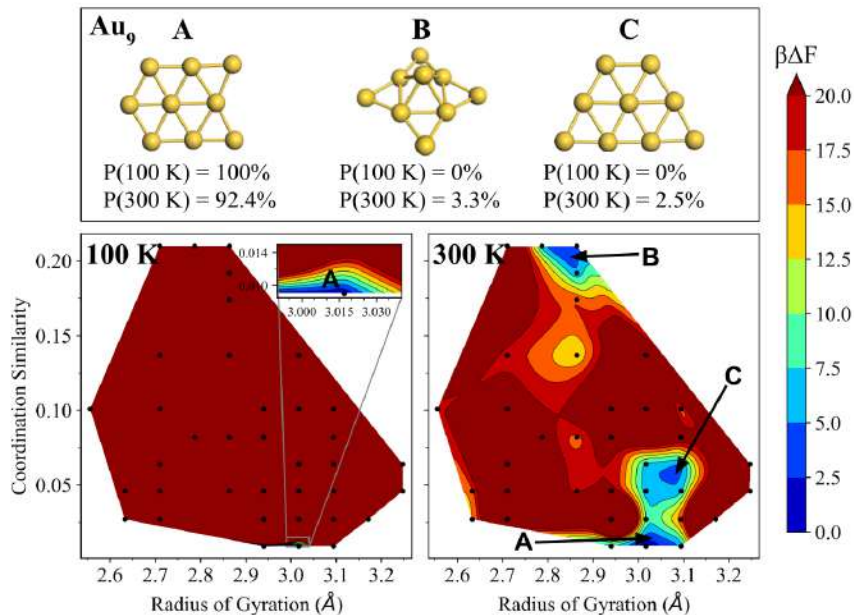 Au9 A B C
P(100 K) = 100% P(100 K) = 0% P(100 K) = 0%
P(300 K) = 92.4% P(300 K) = 3.3% P(300 K) = 2.5%
βΔF
20.0
17.5
15.0
12.5
10.0
7.5
5.0
2.5
0.0
100 K
0.014
0.010
A
3.000 3.015 3.030
300 K
B
C
A
Coordination Similarity
0.20
0.15
0.10
0.05
2.6 2.7 2.8 2.9 3.0 3.1 3.2
Radius of Gyration (Å)
2.6 2.7 2.8 2.9 3.0 3.1 3.2
Radius of Gyration (Å)